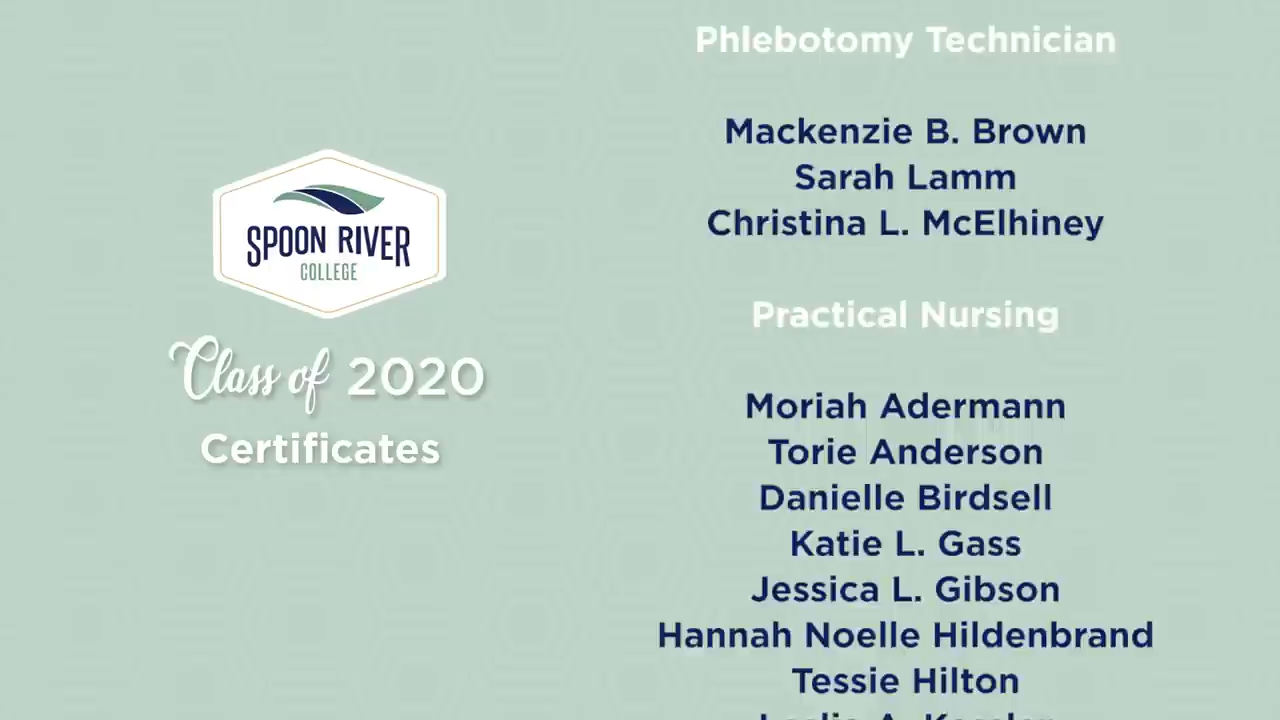 SPOON RIVER
COLLEGE
Class of 2020
Certificates
Phlebotomy Technician
Mackenzie B. Brown
Sarah Lamm
Christina L. McElhiney
Practical Nursing
Moriah Adermann
Torie Anderson
Danielle Birdsell
Katie L. Gass
Jessica L. Gibson
Hannah Noelle Hildenbrand
Tessie Hilton